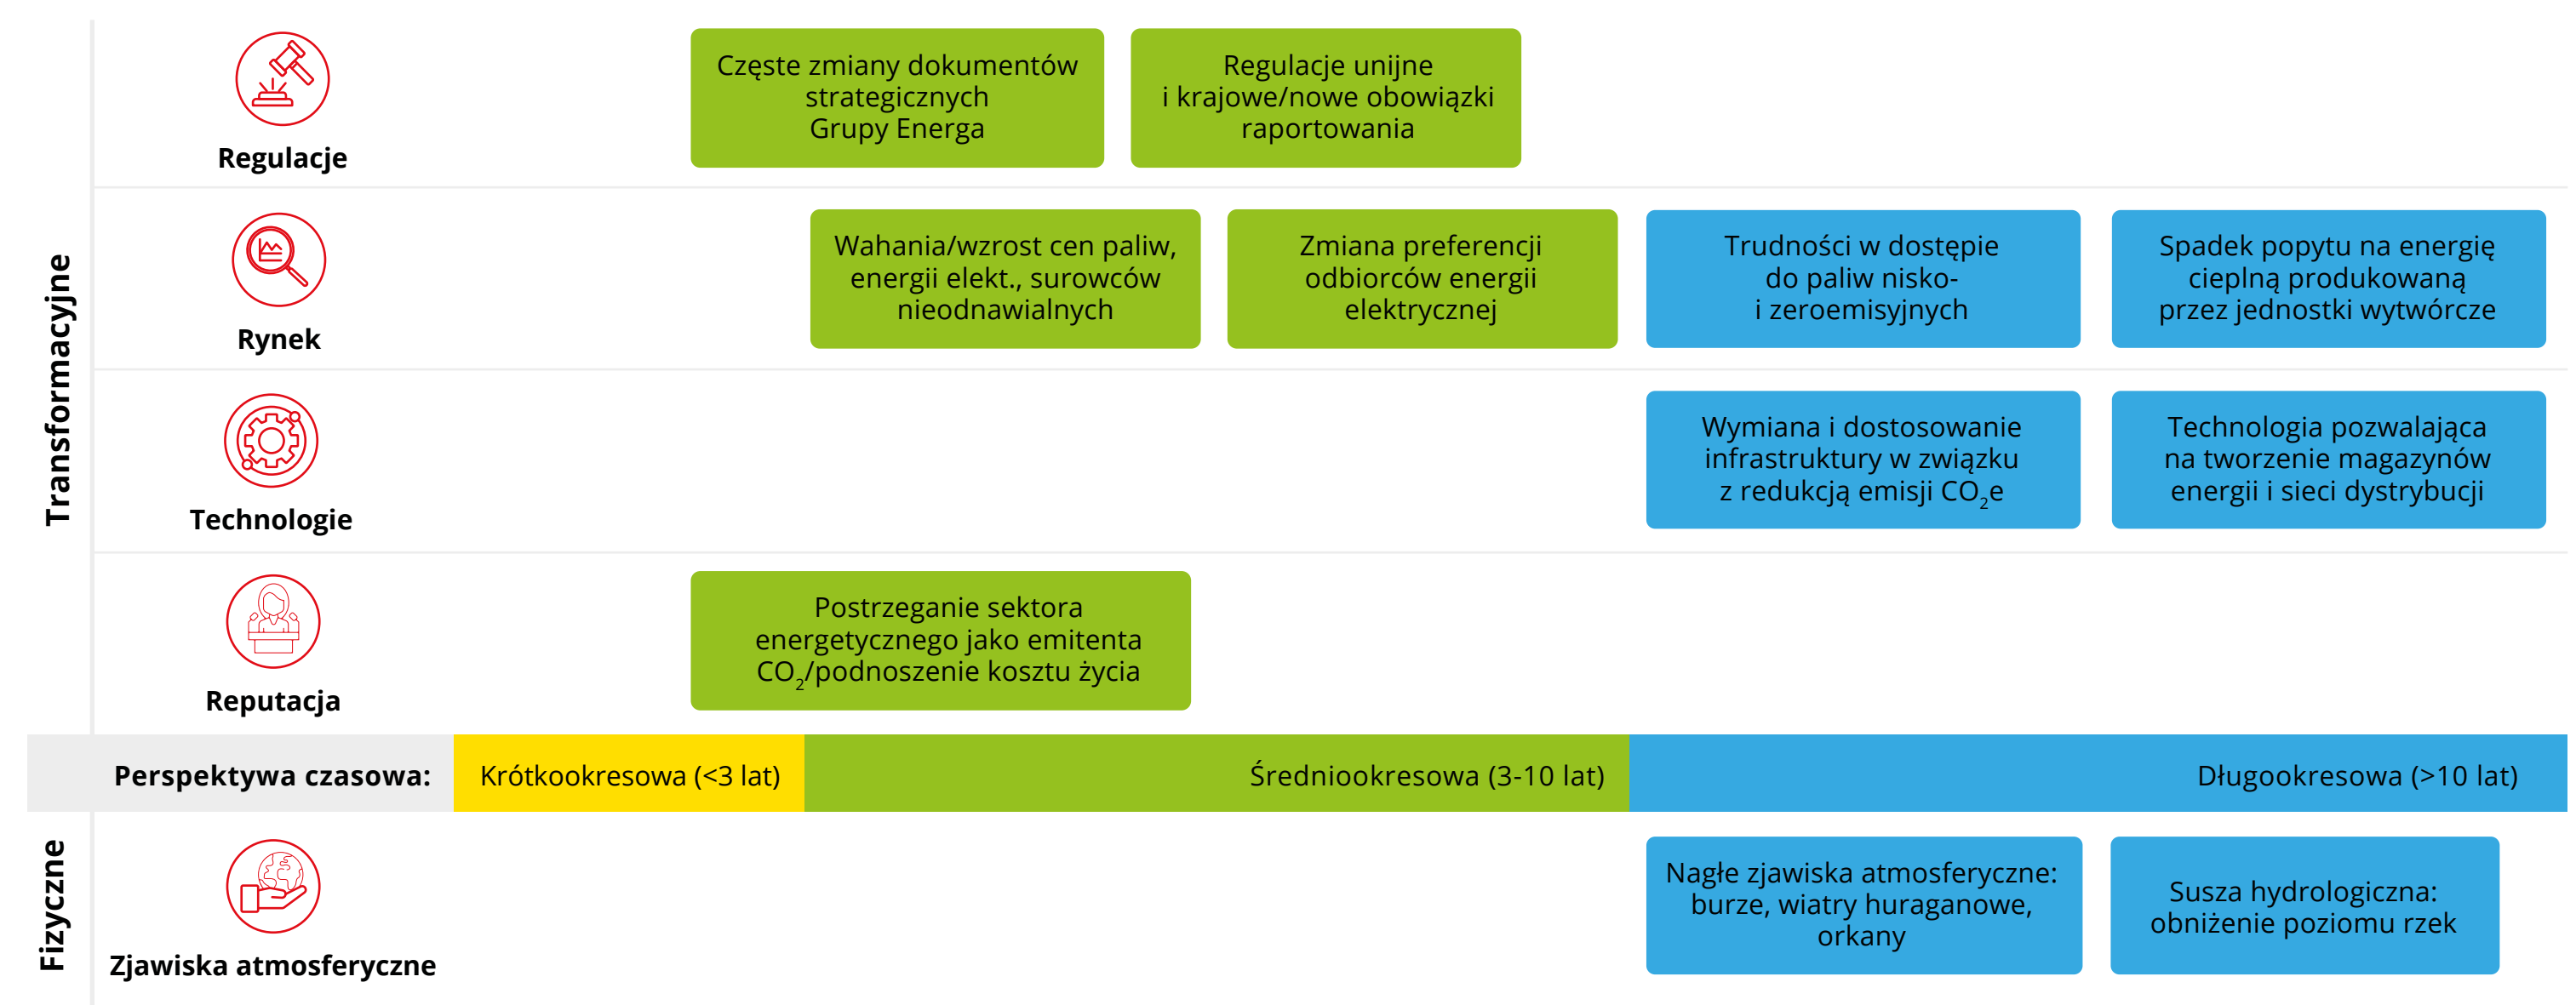 Transformacyjne
Regulacje
Częste zmiany dokumentów
strategicznych
Grupy Energa
Regulacje unijne
i krajowe/nowe obowiązki
raportowania
Rynek
Wahania/wzrost cen paliw,
energii elekt., surowców
nieodnawialnych
Zmiana preferencji
odbiorców energii
elektrycznej
Trudności w dostępie
do paliw nisko-
i zeroemisyjnych
Spadek popytu na energię
cieplną produkowaną
przez jednostki wytwórcze
Technologie
Wymiana i dostosowanie
infrastruktury w związku
z redukcją emisji CO₂e
Technologia pozwalająca
na tworzenie magazynów
energii i sieci dystrybucji
Reputacja
Postrzeganie sektora
energetycznego jako emitenta
CO₂/podnoszenie kosztu życia
Perspektywa czasowa:
Krótkookresowa (<3 lat)
Średniookresowa (3-10 lat)
Długookresowa (>10 lat)
Fizyczne
Zjawiska atmosferyczne
Nagłe zjawiska atmosferyczne:
burze, wiatry huraganowe,
orkany
Susza hydrologiczna:
obniżenie poziomu rzek